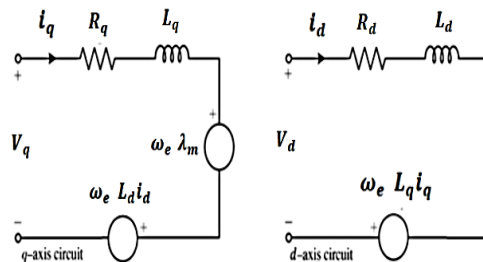 i_q R_q L_q
+
V_q
ω_e λ_m
+
ω_e L_d i_d
− +
q-axis circuit
i_d R_d L_d
+
V_d
ω_e L_q i_q
− +
d-axis circuit